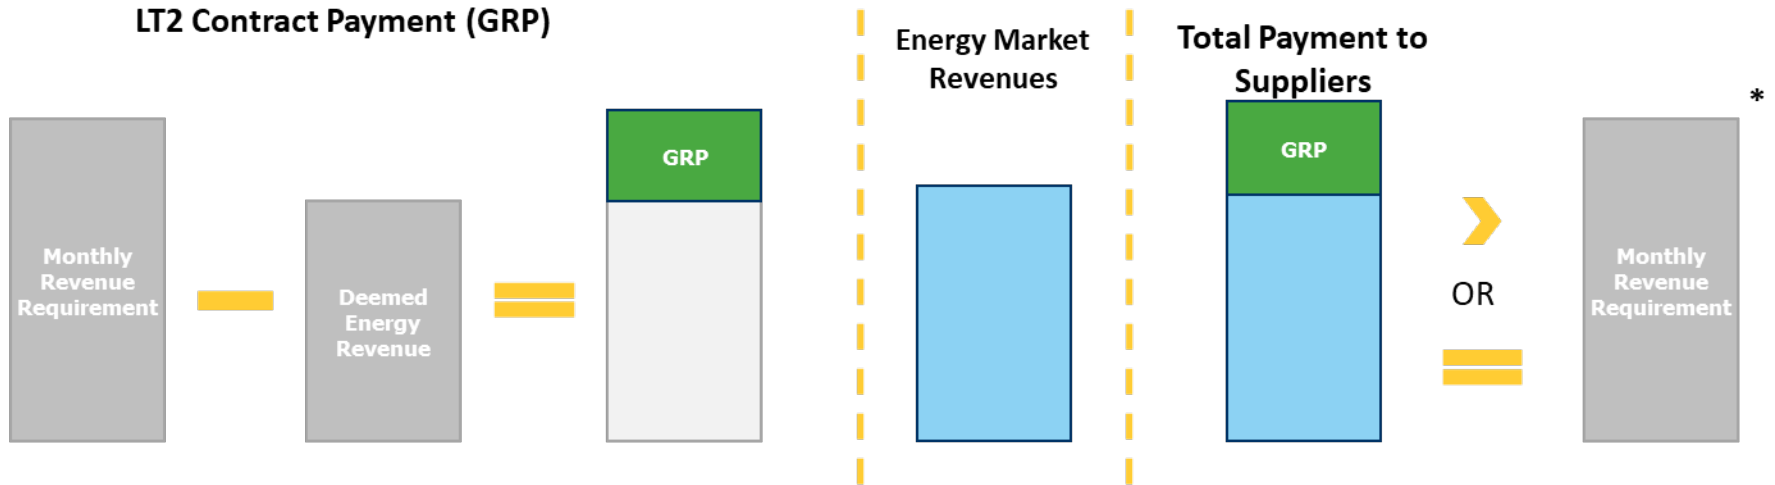 LT2 Contract Payment (GRP)
Monthly
Revenue
Requirement
Deemed
Energy
Revenue
GRP
Energy Market
Revenues
Total Payment to
Suppliers
GRP
OR
Monthly
Revenue
Requirement
*